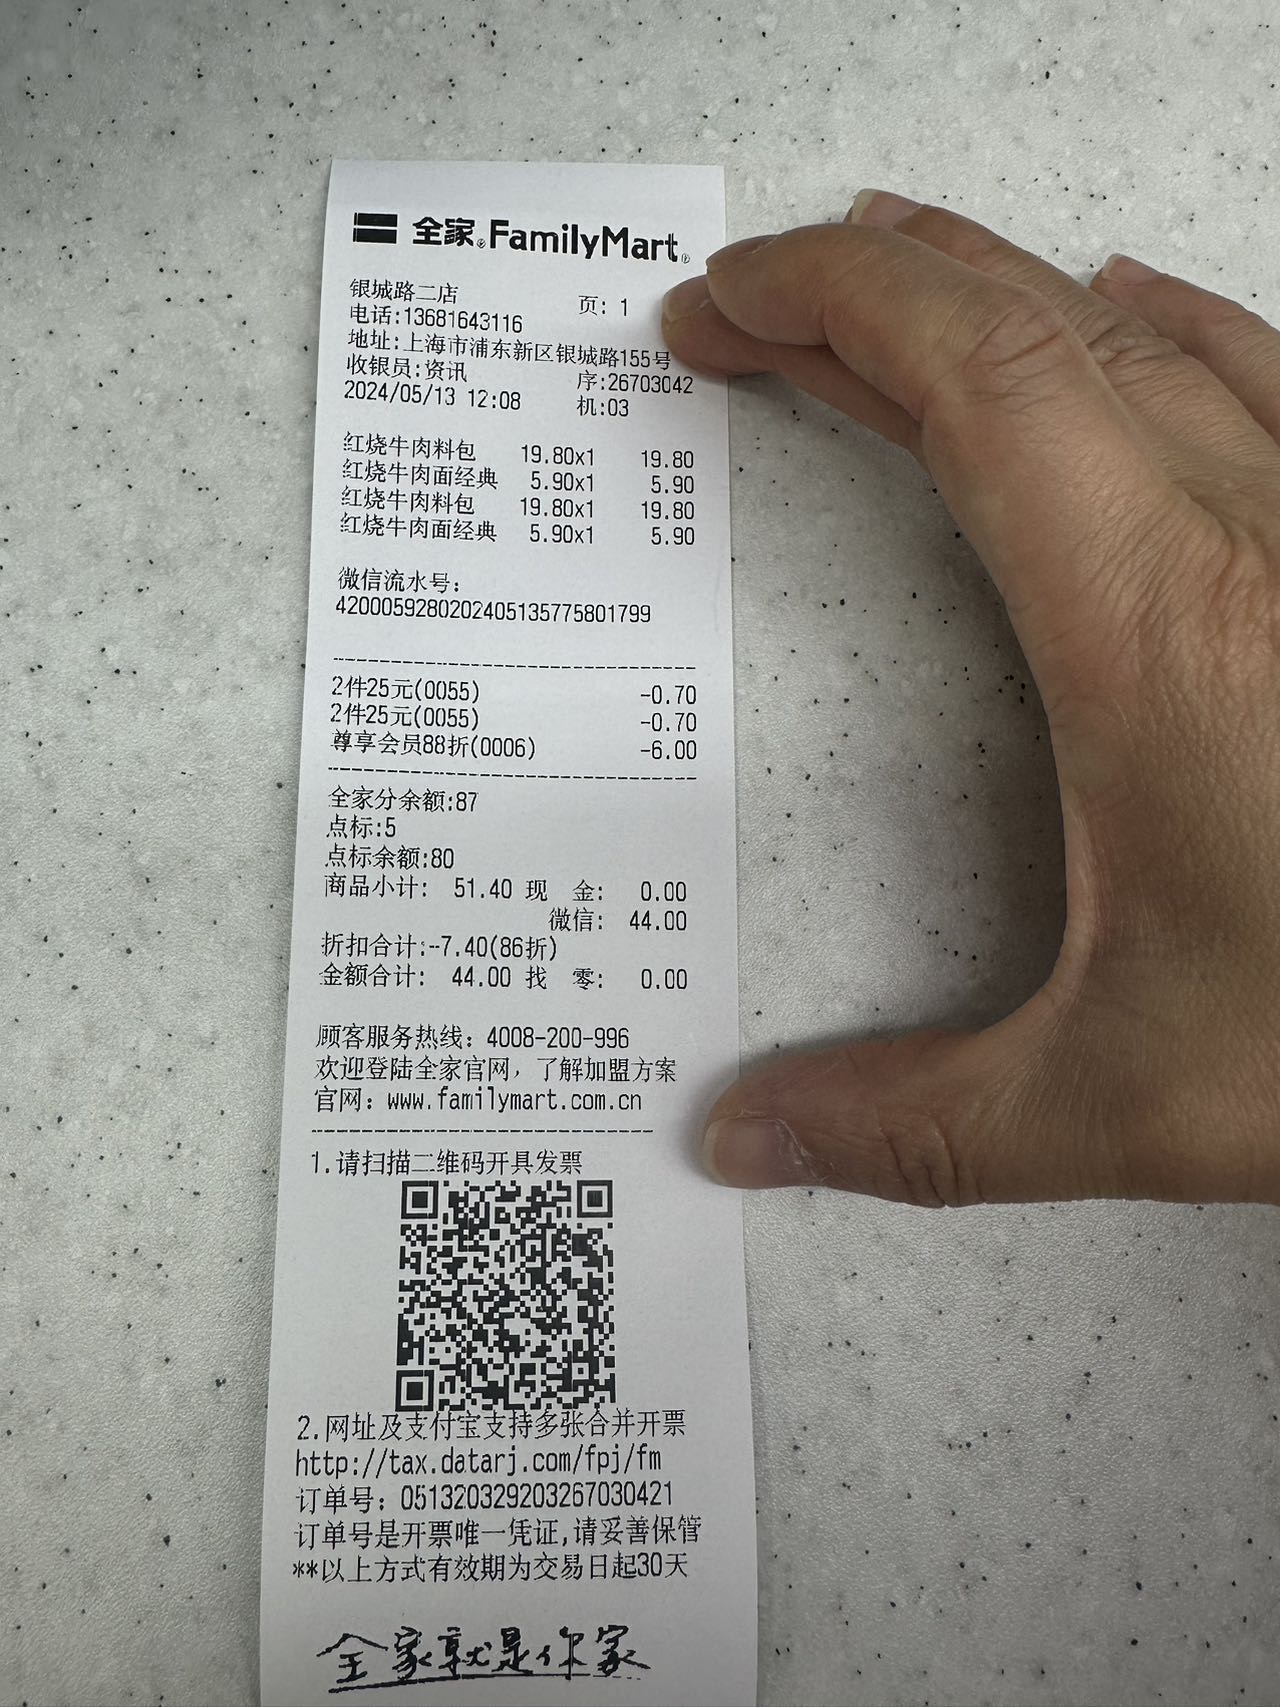 全家 FamilyMart
银城路二店 页: 1
电话:13681643116
地址:上海市浦东新区银城路155号
收银员:资讯 序:26703042
2024/05/13 12:08 机:03
红烧牛肉料包 19.80x1 19.80
红烧牛肉面经典 5.90x1 5.90
红烧牛肉料包 19.80x1 19.80
红烧牛肉面经典 5.90x1 5.90
微信流水号:
4200059280202405135775801799
2件25元(0055) -0.70
2件25元(0055) -0.70
尊享会员88折(0006) -6.00
全家分余额:87
点标:5
点标余额:80
商品小计: 51.40 现 金: 0.00
微信: 44.00
折扣合计:-7.40(86折)
金额合计: 44.00 找 零: 0.00
顾客服务热线: 4008-200-996
欢迎登陆全家官网, 了解加盟方案
官网: www.familymart.com.cn
1.请扫描二维码开具发票
2.网址及支付宝支持多张合并开票
http://tax.datarj.com/fpj/fm
订单号: 051320329203267030421
订单号是开票唯一凭证,请妥善保管
**以上方式有效期为交易日起30天
全家就是你家